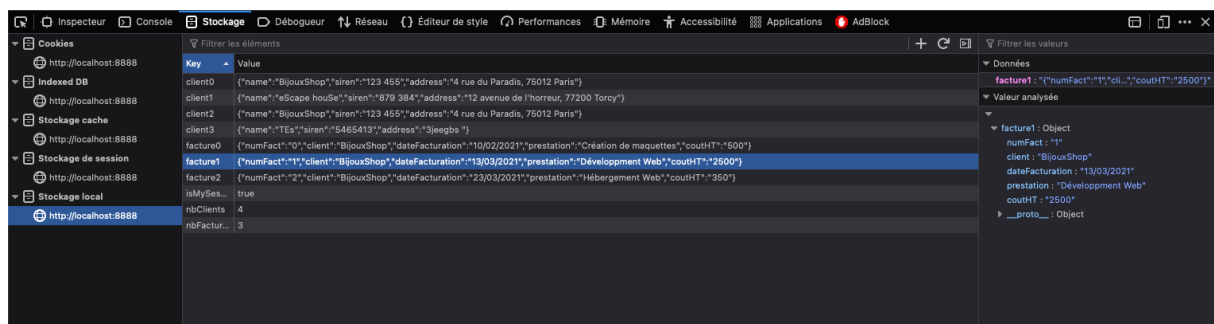 Inspecteur Console Stockage Débogueur Réseau Éditeur de style Performances Mémoire Accessibilité Applications AdBlock
Cookies
http://localhost:8888
Indexed DB
http://localhost:8888
Stockage cache
http://localhost:8888
Stockage de session
http://localhost:8888
Stockage local
http://localhost:8888
Filtrer les éléments
Key Value
client0 {"name":"BijouxShop","siren":"123 455","address":"4 rue du Paradis, 75012 Paris"}
client1 {"name":"eScape houSe","siren":"879 384","address":"12 avenue de l'horreur, 77200 Torcy"}
client2 {"name":"BijouxShop","siren":"123 455","address":"4 rue du Paradis, 75012 Paris"}
client3 {"name":"TEs","siren":"5465413","address":"3jeegbs "}
facture0 {"numFact":"0","client":"BijouxShop","dateFacturation":"10/02/2021","prestation":"Création de maquettes","coutHT":"500"}
facture1 {"numFact":"1","client":"BijouxShop","dateFacturation":"13/03/2021","prestation":"Développment Web","coutHT":"2500"}
facture2 {"numFact":"2","client":"BijouxShop","dateFacturation":"23/03/2021","prestation":"Hébergement Web","coutHT":"350"}
isMySes... true
nbClients 4
nbFactur... 3
Filtrer les valeurs
Données
facture1 : "{"numFact":"1","cli...","coutHT":"2500"}"
Valeur analysée
facture1 : Object
numFact : "1"
client : "BijouxShop"
dateFacturation : "13/03/2021"
prestation : "Développment Web"
coutHT : "2500"
__proto__ : Object